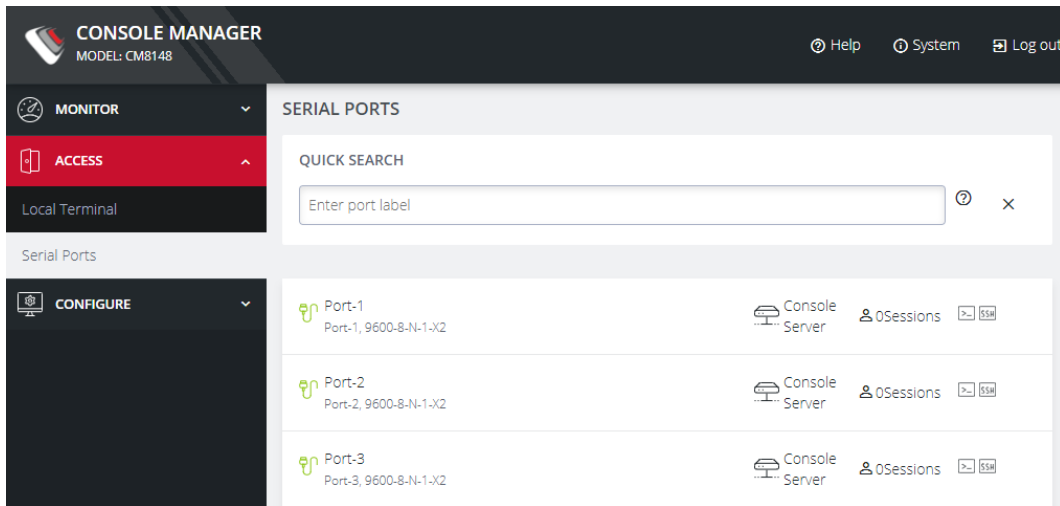 CONSOLE MANAGER
MODEL: CM8148
Help
System
Log out
MONITOR
ACCESS
Local Terminal
Serial Ports
CONFIGURE
SERIAL PORTS
QUICK SEARCH
Enter port label
Port-1
Port-1, 9600-8-N-1-X2
Console
Server
0Sessions
>_ SSH
Port-2
Port-2, 9600-8-N-1-X2
Console
Server
0Sessions
>_ SSH
Port-3
Port-3, 9600-8-N-1-X2
Console
Server
0Sessions
>_ SSH